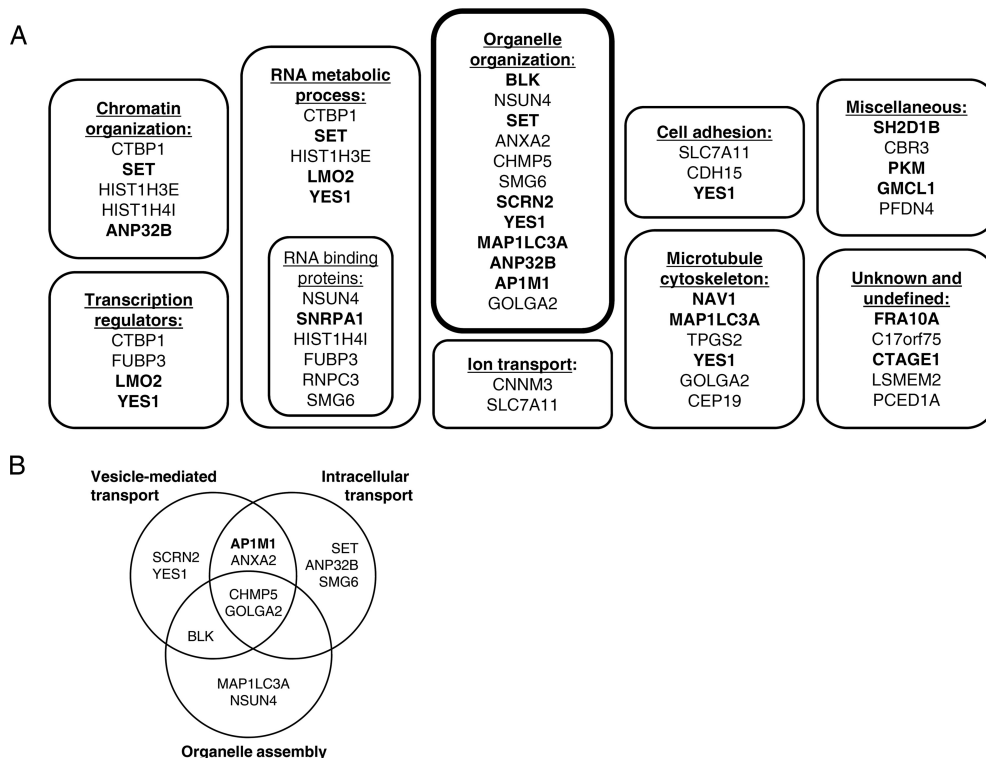 A
Chromatin
organization:
CTBP1
SET
HIST1H3E
HIST1H4I
ANP32B
Transcription
regulators:
CTBP1
FUBP3
LMO2
YES1
RNA metabolic
process:
CTBP1
SET
HIST1H3E
LMO2
YES1
RNA binding
proteins:
NSUN4
SNRPA1
HIST1H4I
FUBP3
RNPC3
SMG6
Organelle
organization:
BLK
NSUN4
SET
ANXA2
CHMP5
SMG6
SCRN2
YES1
MAP1LC3A
ANP32B
AP1M1
GOLGA2
Ion transport:
CNNM3
SLC7A11
Cell adhesion:
SLC7A11
CDH15
YES1
Microtubule
cytoskeleton:
NAV1
MAP1LC3A
TPGS2
YES1
GOLGA2
CEP19
Miscellaneous:
SH2D1B
CBR3
PKM
GMCL1
PFDN4
Unknown and
undefined:
FRA10A
C17orf75
CTAGE1
LSMEM2
PCED1A
B
Vesicle-mediated
transport
Intracellular
transport
SCRN2
YES1
AP1M1
ANXA2
SET
ANP32B
SMG6
CHMP5
GOLGA2
BLK
MAP1LC3A
NSUN4
Organelle assembly